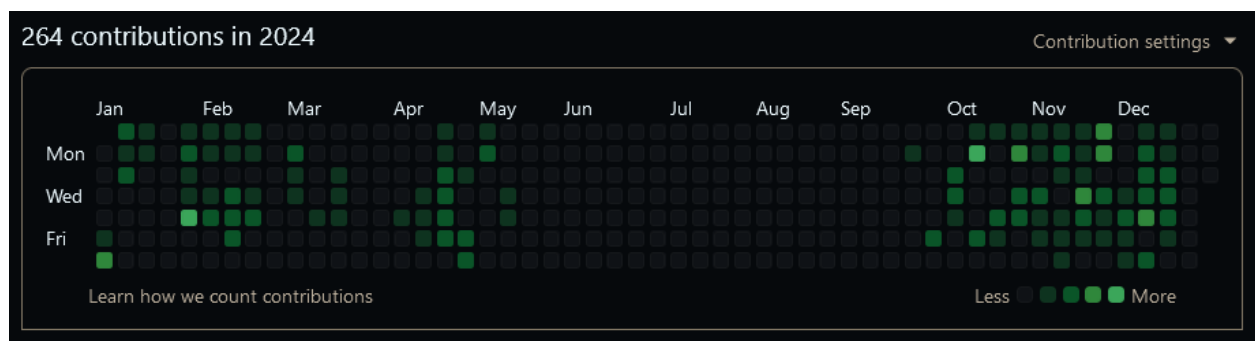 264 contributions in 2024
Contribution settings
Jan Feb Mar Apr May Jun Jul Aug Sep Oct Nov Dec
Mon
Wed
Fri
Learn how we count contributions
Less More